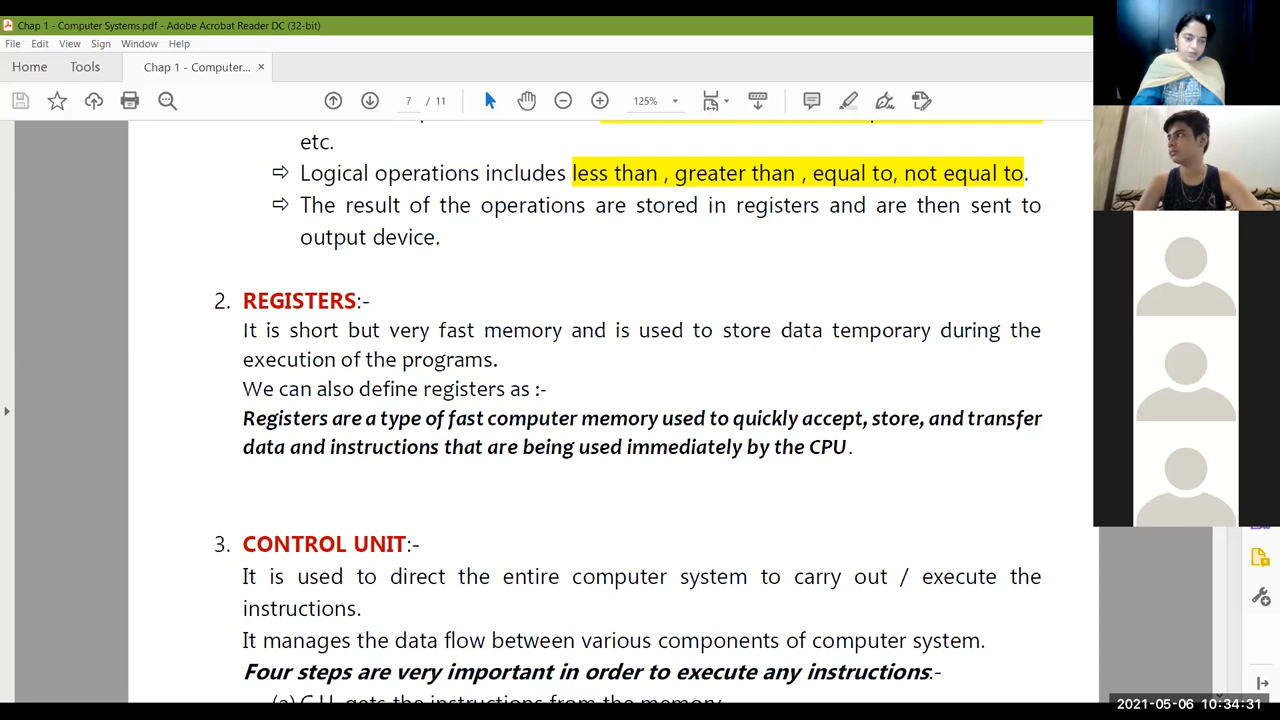 Chap 1 - Computer Systems.pdf - Adobe Acrobat Reader DC (32-bit)
File Edit View Sign Window Help
Home Tools Chap 1 - Computer... ×
7 / 11 125%
etc.
⇨ Logical operations includes less than , greater than , equal to, not equal to.
⇨ The result of the operations are stored in registers and are then sent to
output device.
2. REGISTERS:-
It is short but very fast memory and is used to store data temporary during the
execution of the programs.
We can also define registers as :-
Registers are a type of fast computer memory used to quickly accept, store, and transfer
data and instructions that are being used immediately by the CPU.
3. CONTROL UNIT:-
It is used to direct the entire computer system to carry out / execute the
instructions.
It manages the data flow between various components of computer system.
Four steps are very important in order to execute any instructions:-
(a) C.U. gets the instructions from the memory
2021-05-06 10:34:31